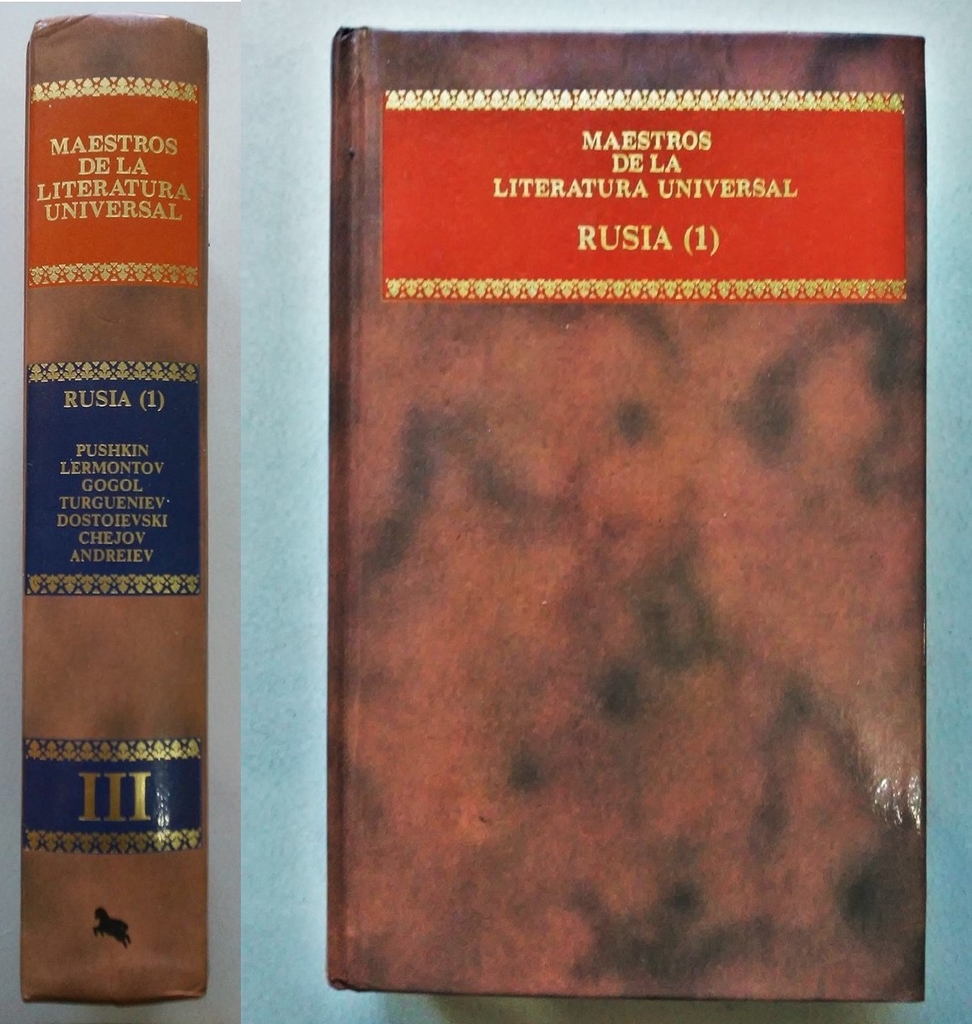 MAESTROS
DE LA
LITERATURA
UNIVERSAL
RUSIA (1)
PUSHKIN
LERMONTOV
GOGOL
TURGUENIEV
DOSTOIEVSKI
CHEJOV
ANDREIEV
III
MAESTROS
DE LA
LITERATURA UNIVERSAL
RUSIA (1)